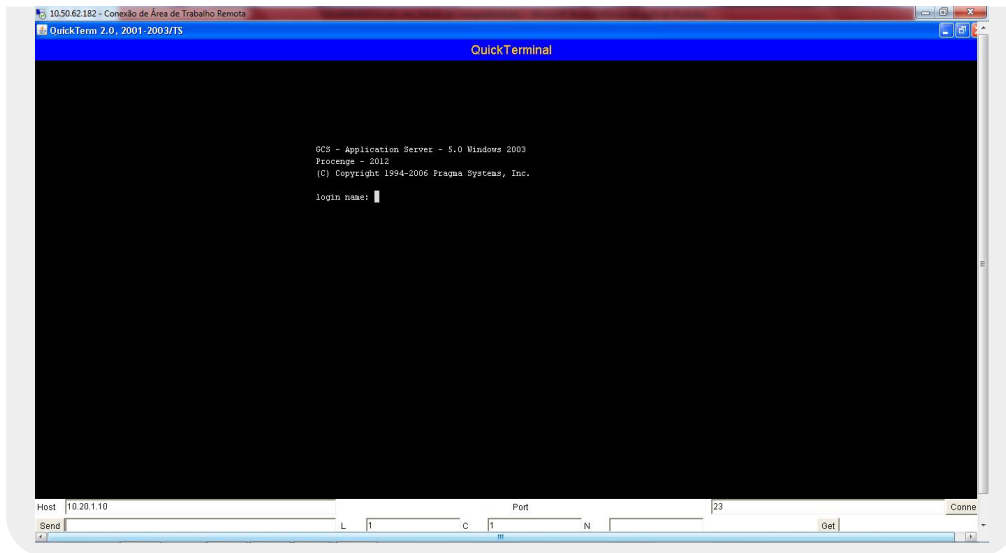 10.50.62.182 - Conexão de Área de Trabalho Remota
QuickTerm 2.0, 2001-2003/TS
QuickTerminal
GCS - Application Server - 5.0 Windows 2003
Procenge - 2012
(C) Copyright 1994-2006 Pragma Systems, Inc.
login name:
Host 10.20.1.10 Port 23 Conne
Send L 1 C 1 N Get